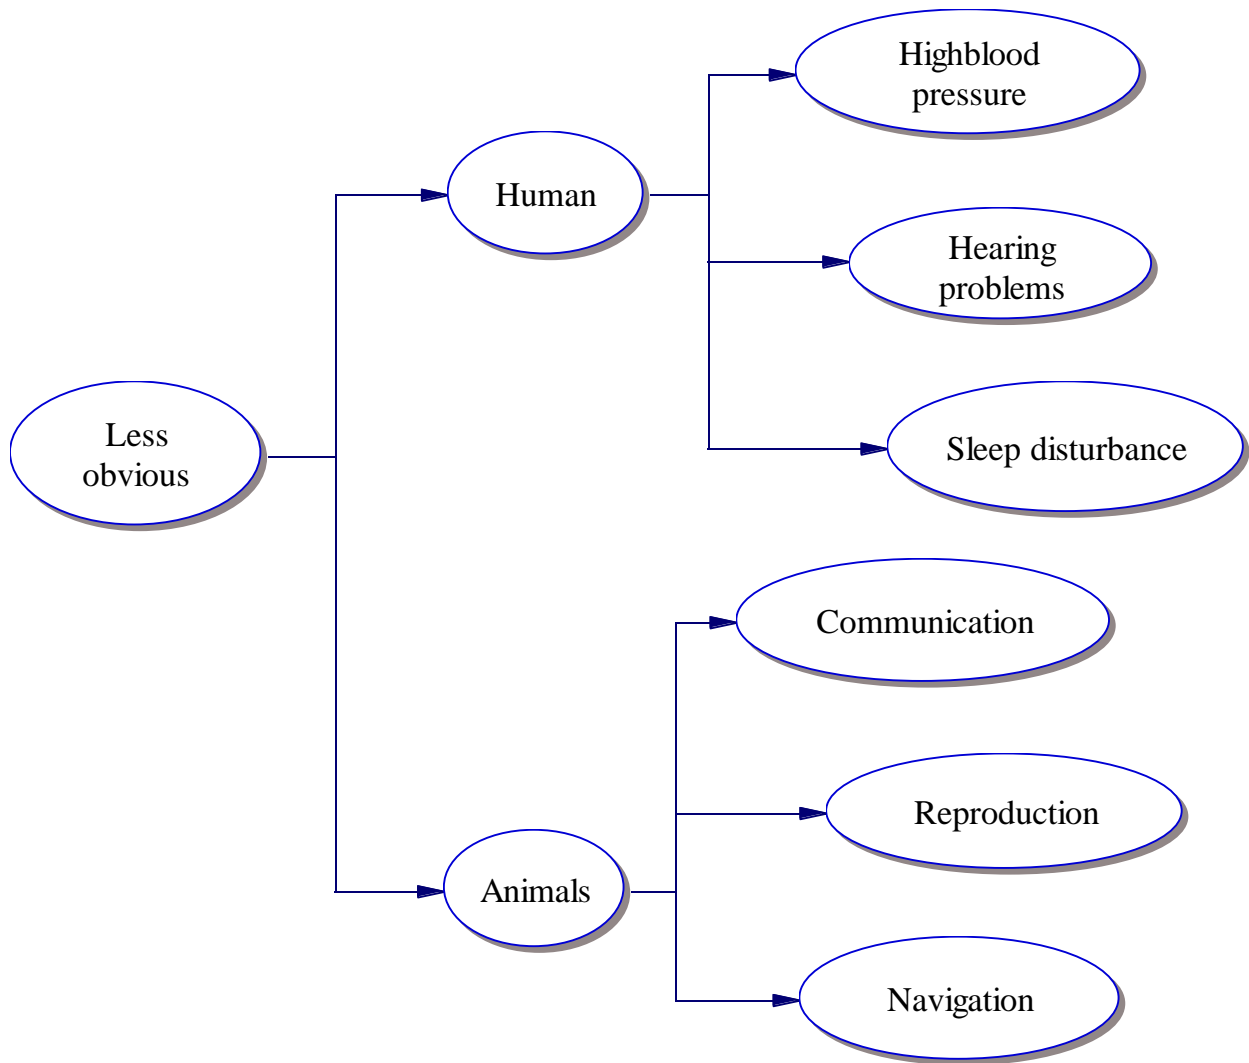 Less
obvious
Human
Highblood
pressure
Hearing
problems
Sleep disturbance
Animals
Communication
Reproduction
Navigation